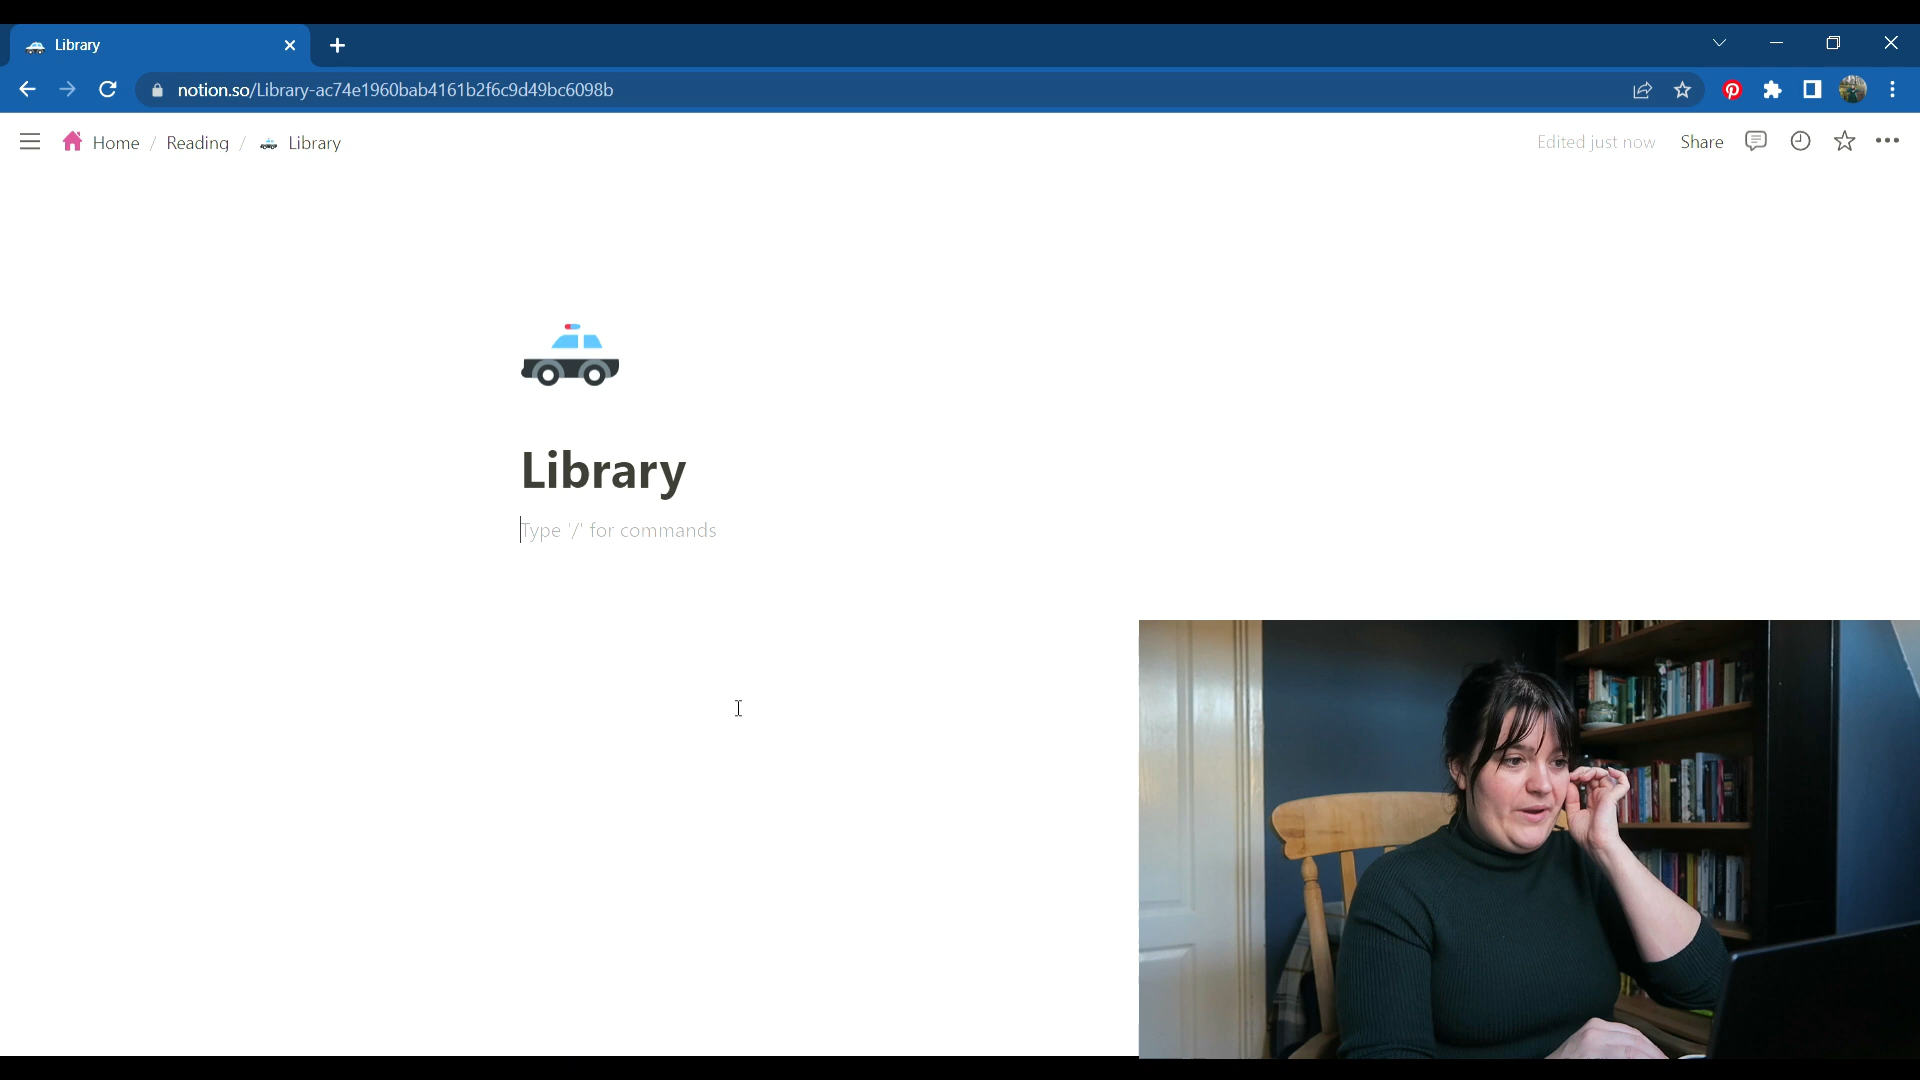 Library
notion.so/Library-ac74e1960bab4161b2f6c9d49bc6098b
Home / Reading / Library
Edited just now Share
Library
Type '/' for commands